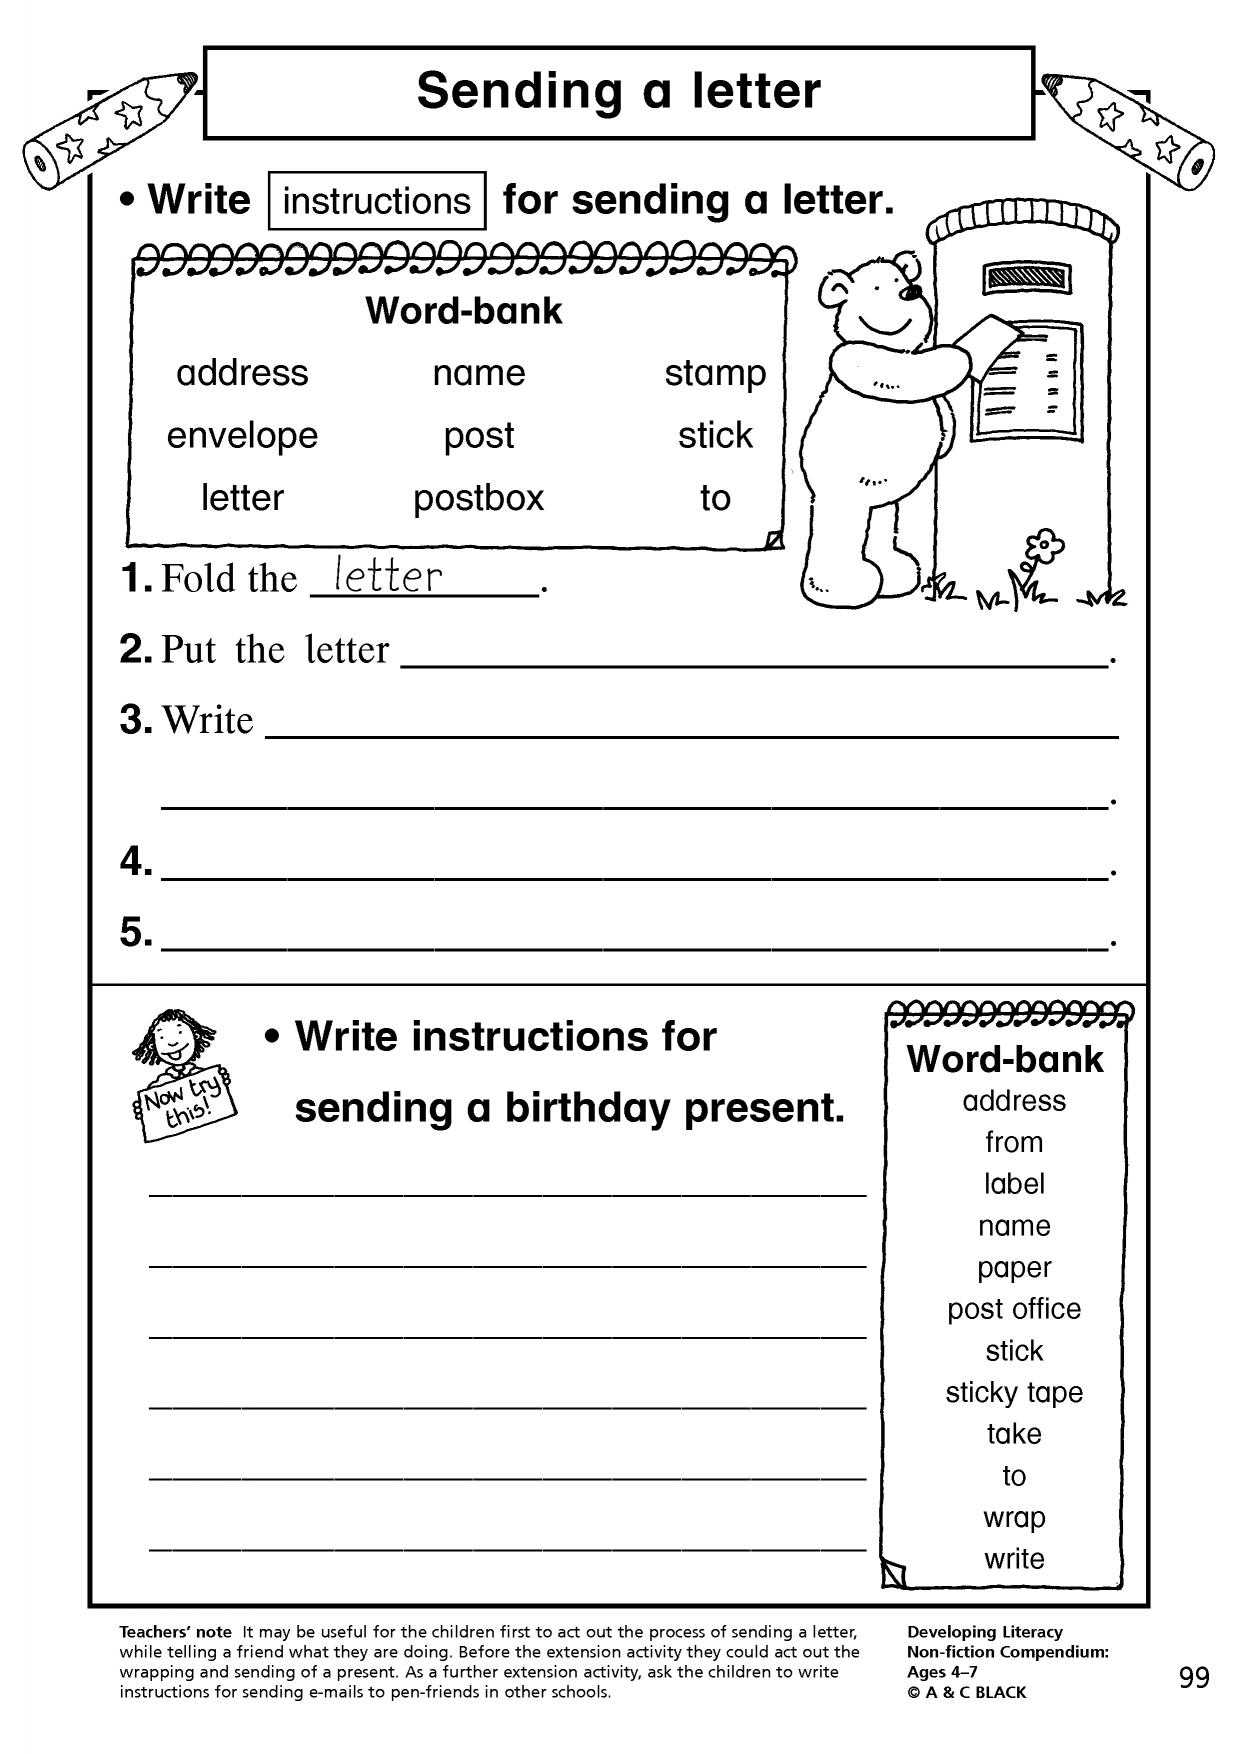 Sending a letter
• Write instructions for sending a letter.
Word-bank
address name stamp
envelope post stick
letter postbox to
1. Fold the letter.
2. Put the letter .
3. Write
.
4. .
5. .
Now try
this!
• Write instructions for
sending a birthday present.
Word-bank
address
from
label
name
paper
post office
stick
sticky tape
take
to
wrap
write
Teachers’ note It may be useful for the children first to act out the process of sending a letter,
while telling a friend what they are doing. Before the extension activity they could act out the
wrapping and sending of a present. As a further extension activity, ask the children to write
instructions for sending e-mails to pen-friends in other schools.
Developing Literacy
Non-fiction Compendium:
Ages 4–7
© A & C BLACK
99